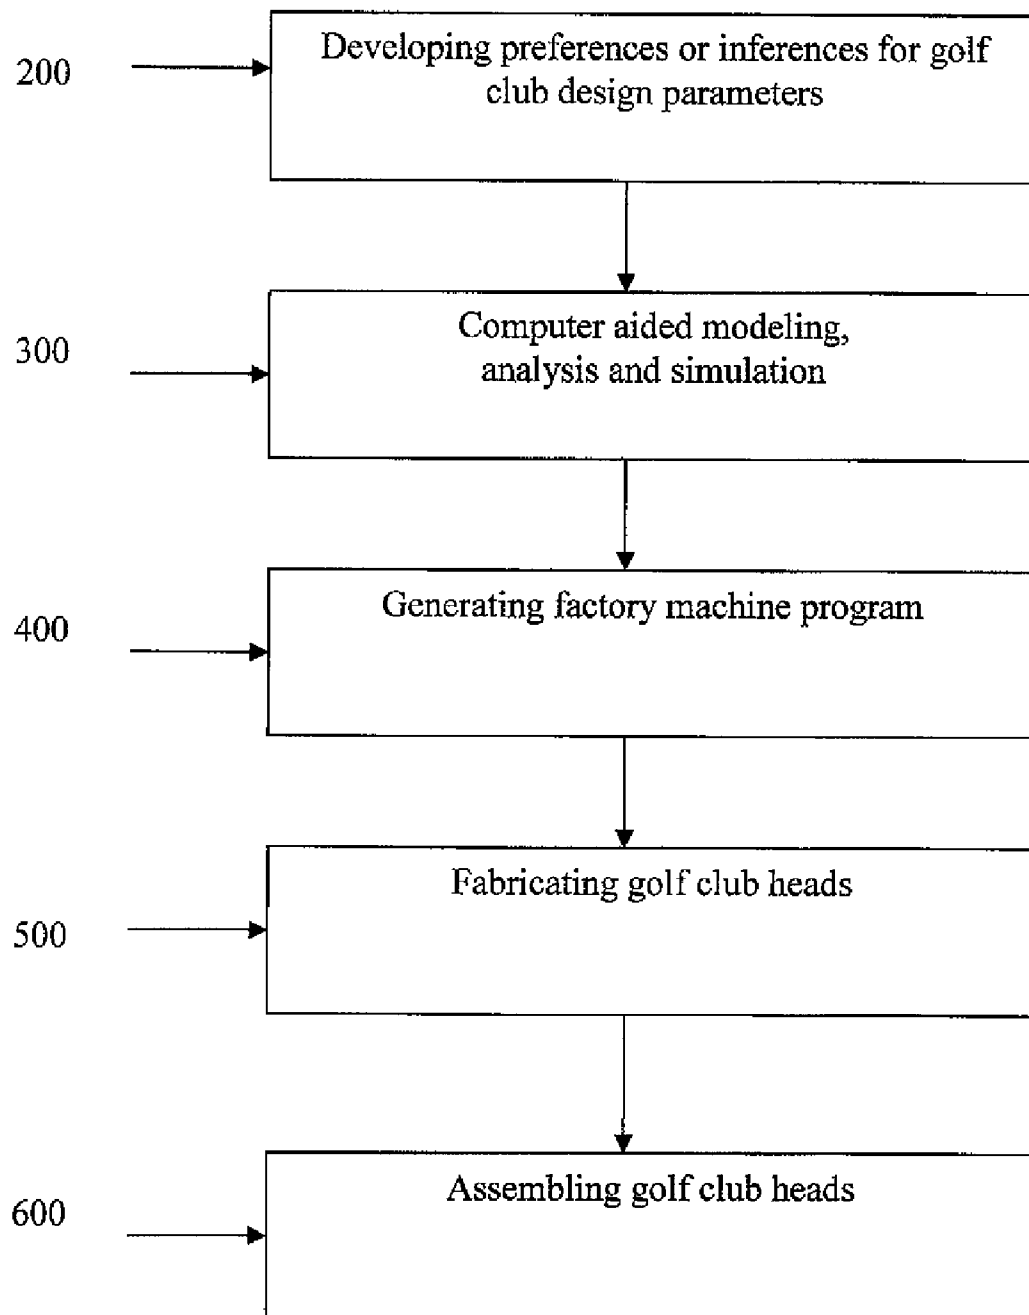 200
Developing preferences or inferences for golf
club design parameters
300
Computer aided modeling,
analysis and simulation
400
Generating factory machine program
500
Fabricating golf club heads
600
Assembling golf club heads